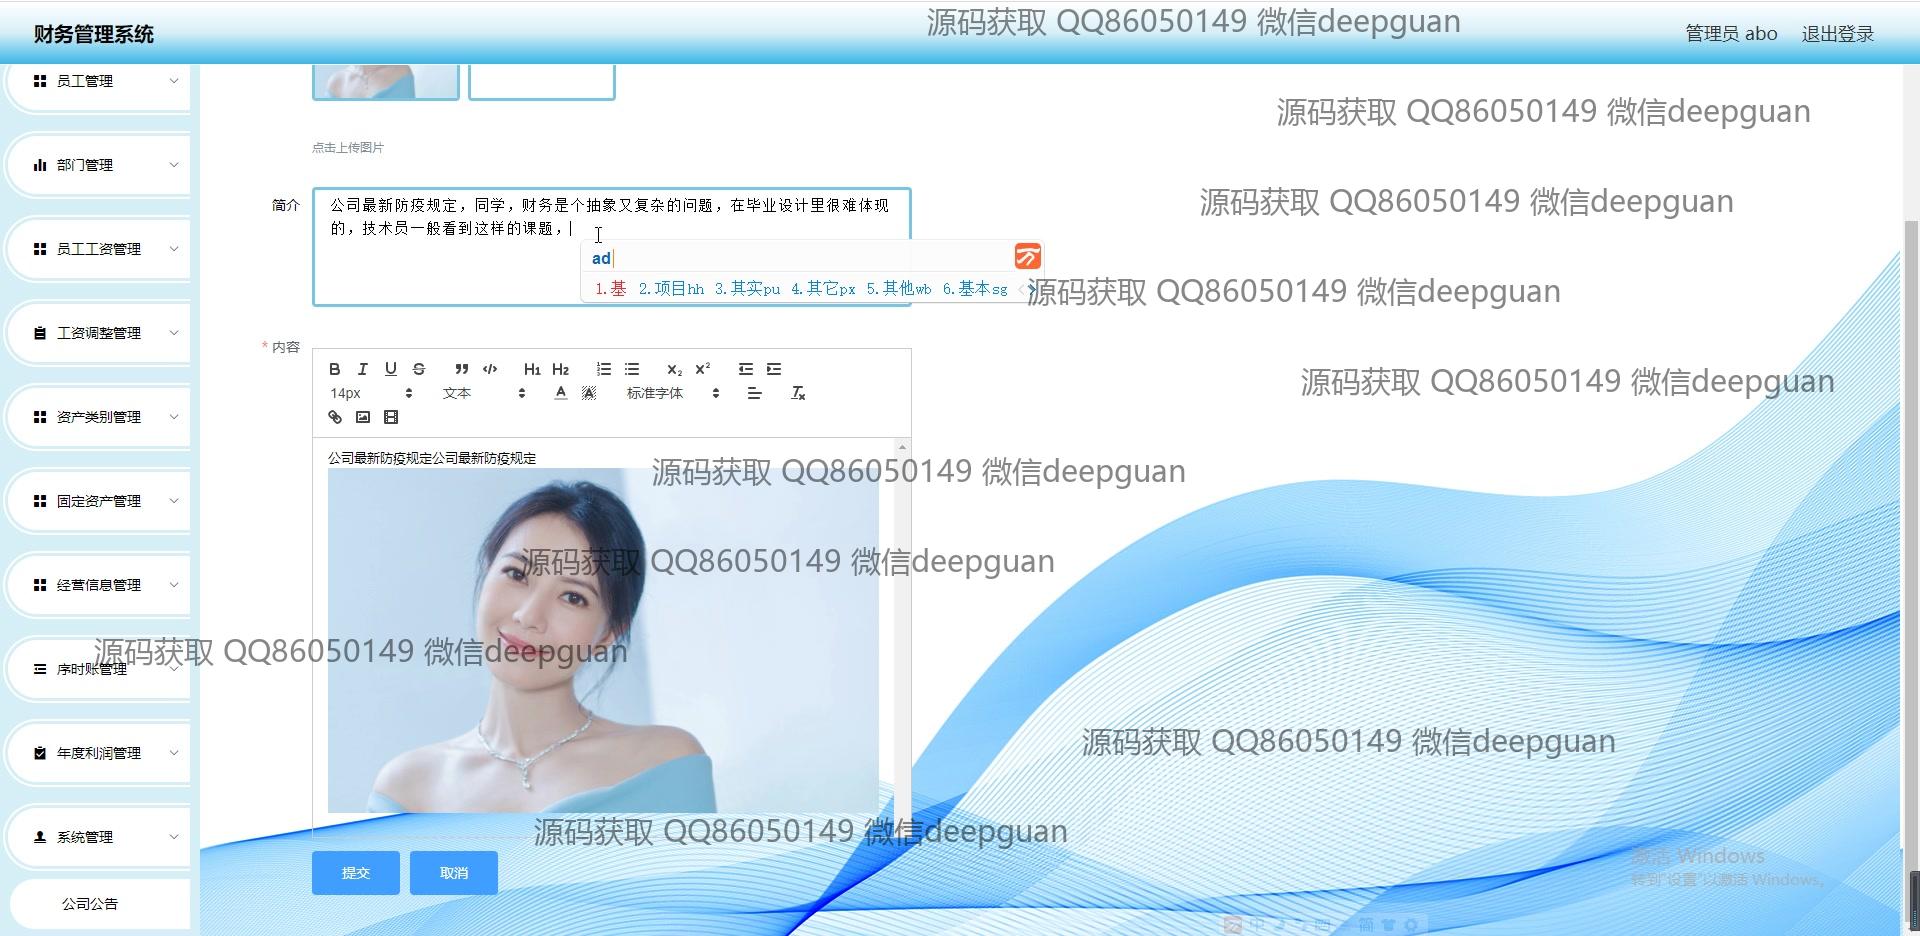 财务管理系统
源码获取 QQ86050149 微信deepguan
管理员 abo
退出登录
员工管理
源码获取 QQ86050149 微信deepguan
点击上传图片
部门管理
简介
公司最新防疫规定，同学，财务是个抽象又复杂的问题，在毕业设计里很难体现
的，技术员一般看到这样的课题，
源码获取 QQ86050149 微信deepguan
员工工资管理
ad
1.基 2.项目hh 3.其实pu 4.其它px 5.其他wb 6.基本sg
源码获取 QQ86050149 微信deepguan
工资调整管理
* 内容
B I U S H1 H2 X2 X2
14px 文本 A A 标准字体 Tx
源码获取 QQ86050149 微信deepguan
资产类别管理
公司最新防疫规定公司最新防疫规定
源码获取 QQ86050149 微信deepguan
固定资产管理
源码获取 QQ86050149 微信deepguan
经营信息管理
源码获取 QQ86050149 微信deepguan
序时账管理
源码获取 QQ86050149 微信deepguan
年度利润管理
源码获取 QQ86050149 微信deepguan
系统管理
激活 Windows
转到"设置"以激活 Windows。
提交
取消
公司公告
中
简